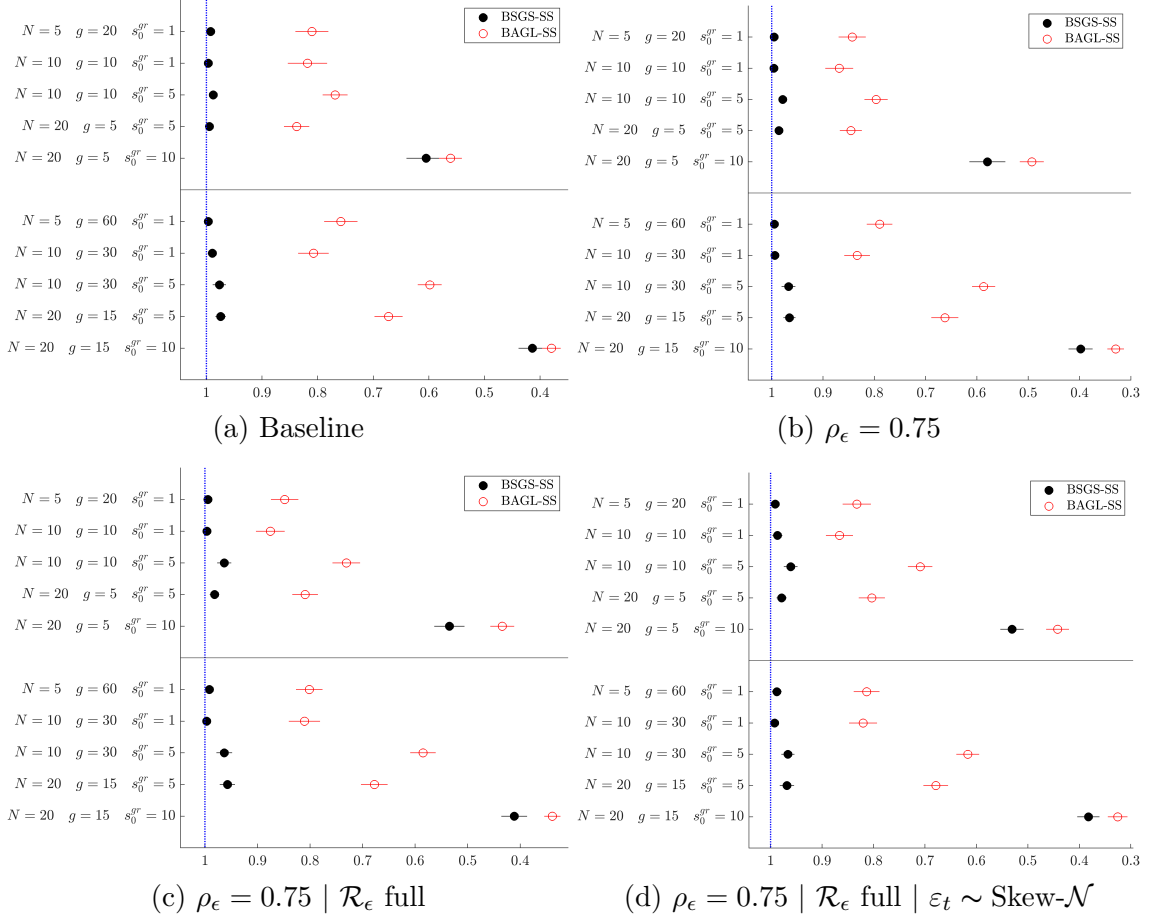 BSGS-SS
BAGL-SS
N = 5 g = 20 s_0^{gr} = 1
N = 10 g = 10 s_0^{gr} = 1
N = 10 g = 10 s_0^{gr} = 5
N = 20 g = 5 s_0^{gr} = 5
N = 20 g = 5 s_0^{gr} = 10
N = 5 g = 60 s_0^{gr} = 1
N = 10 g = 30 s_0^{gr} = 1
N = 10 g = 30 s_0^{gr} = 5
N = 20 g = 15 s_0^{gr} = 5
N = 20 g = 15 s_0^{gr} = 10
1 0.9 0.8 0.7 0.6 0.5 0.4
(a) Baseline
BSGS-SS
BAGL-SS
N = 5 g = 20 s_0^{gr} = 1
N = 10 g = 10 s_0^{gr} = 1
N = 10 g = 10 s_0^{gr} = 5
N = 20 g = 5 s_0^{gr} = 5
N = 20 g = 5 s_0^{gr} = 10
N = 5 g = 60 s_0^{gr} = 1
N = 10 g = 30 s_0^{gr} = 1
N = 10 g = 30 s_0^{gr} = 5
N = 20 g = 15 s_0^{gr} = 5
N = 20 g = 15 s_0^{gr} = 10
1 0.9 0.8 0.7 0.6 0.5 0.4 0.3
(b) ρ_ϵ = 0.75
BSGS-SS
BAGL-SS
N = 5 g = 20 s_0^{gr} = 1
N = 10 g = 10 s_0^{gr} = 1
N = 10 g = 10 s_0^{gr} = 5
N = 20 g = 5 s_0^{gr} = 5
N = 20 g = 5 s_0^{gr} = 10
N = 5 g = 60 s_0^{gr} = 1
N = 10 g = 30 s_0^{gr} = 1
N = 10 g = 30 s_0^{gr} = 5
N = 20 g = 15 s_0^{gr} = 5
N = 20 g = 15 s_0^{gr} = 10
1 0.9 0.8 0.7 0.6 0.5 0.4
(c) ρ_ϵ = 0.75 | ℛ_ϵ full
BSGS-SS
BAGL-SS
N = 5 g = 20 s_0^{gr} = 1
N = 10 g = 10 s_0^{gr} = 1
N = 10 g = 10 s_0^{gr} = 5
N = 20 g = 5 s_0^{gr} = 5
N = 20 g = 5 s_0^{gr} = 10
N = 5 g = 60 s_0^{gr} = 1
N = 10 g = 30 s_0^{gr} = 1
N = 10 g = 30 s_0^{gr} = 5
N = 20 g = 15 s_0^{gr} = 5
N = 20 g = 15 s_0^{gr} = 10
1 0.9 0.8 0.7 0.6 0.5 0.4 0.3
(d) ρ_ϵ = 0.75 | ℛ_ϵ full | ε_t ∼ Skew-𝒩